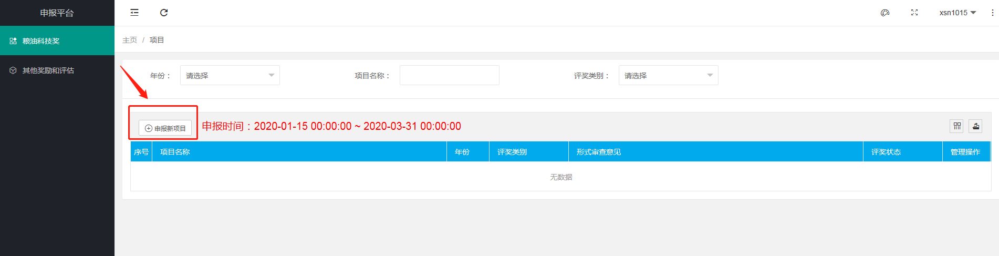 申报平台
xsn1015
粮油科技奖
主页 / 项目
其他奖励和评估
年份： 请选择 项目名称： 评奖类别： 请选择
申报新项目 申报时间：2020-01-15 00:00:00 ~ 2020-03-31 00:00:00
序号 项目名称 年份 评奖类别 形式审查意见 评奖状态 管理操作
无数据